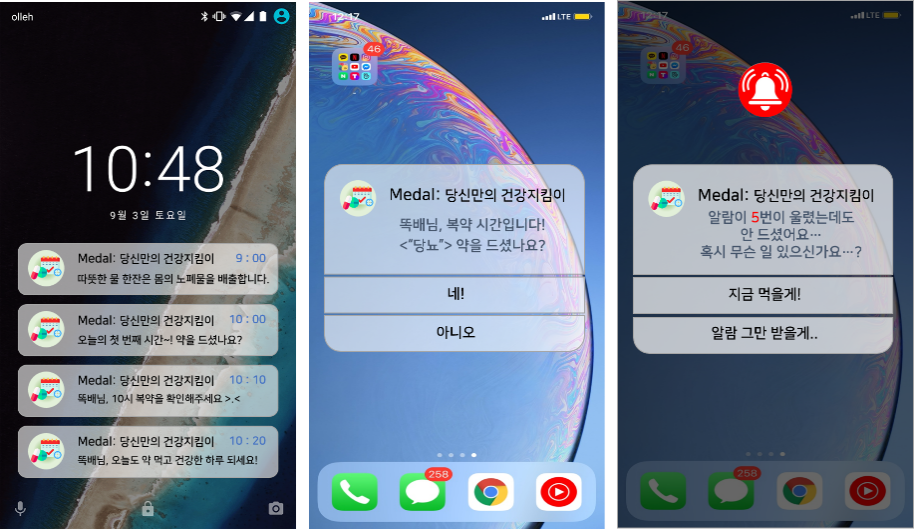 olleh
10:48
9월 3일 토요일
Medal: 당신만의 건강지킴이 9 : 00
따뜻한 물 한잔은 몸의 노폐물을 배출합니다.
Medal: 당신만의 건강지킴이 10 : 00
오늘의 첫 번째 시간~! 약을 드셨나요?
Medal: 당신만의 건강지킴이 10 : 10
똑배님, 10시 복약을 확인해주세요 >.<
Medal: 당신만의 건강지킴이 10 : 20
똑배님, 오늘도 약 먹고 건강한 하루 되세요!
12:17 LTE
46
Medal: 당신만의 건강지킴이
똑배님, 복약 시간입니다!
<"당뇨"> 약을 드셨나요?
네!
아니오
258
12:17 LTE
46
Medal: 당신만의 건강지킴이
알람이 5번이 울렸는데도
안 드셨어요…
혹시 무슨 일 있으신가요…?
지금 먹을게!
알람 그만 받을게..
258